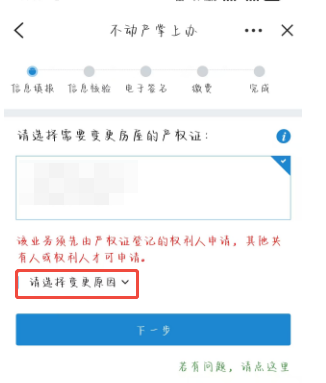 不动产掌上办
信息填报 信息核验 电子签名 缴费 完成
请选择需要变更房屋的产权证：
该业务须先由产权证登记的权利人申请，其他共
有人或权利人才可申请。
请选择变更原因
下一步
若有问题，请点这里